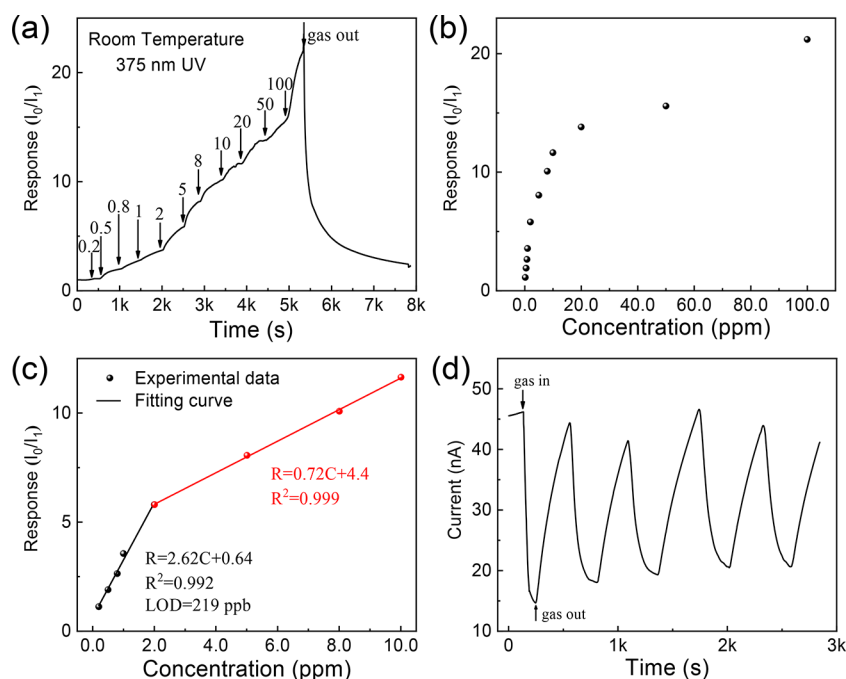 (a)
Room Temperature
375 nm UV
gas out
0.2
0.5
0.8
1
2
5
8
10
20
50
100
Response (I₀/I₁)
0
10
20
0 1k 2k 3k 4k 5k 6k 7k 8k
Time (s)
(b)
Response (I₀/I₁)
0
10
20
0.0 20.0 40.0 60.0 80.0 100.0
Concentration (ppm)
(c)
Experimental data
Fitting curve
R=0.72C+4.4
R²=0.999
R=2.62C+0.64
R²=0.992
LOD=219 ppb
Response (I₀/I₁)
0
5
10
0.0 2.0 4.0 6.0 8.0 10.0
Concentration (ppm)
(d)
gas in
gas out
Current (nA)
10
20
30
40
50
0 1k 2k 3k
Time (s)